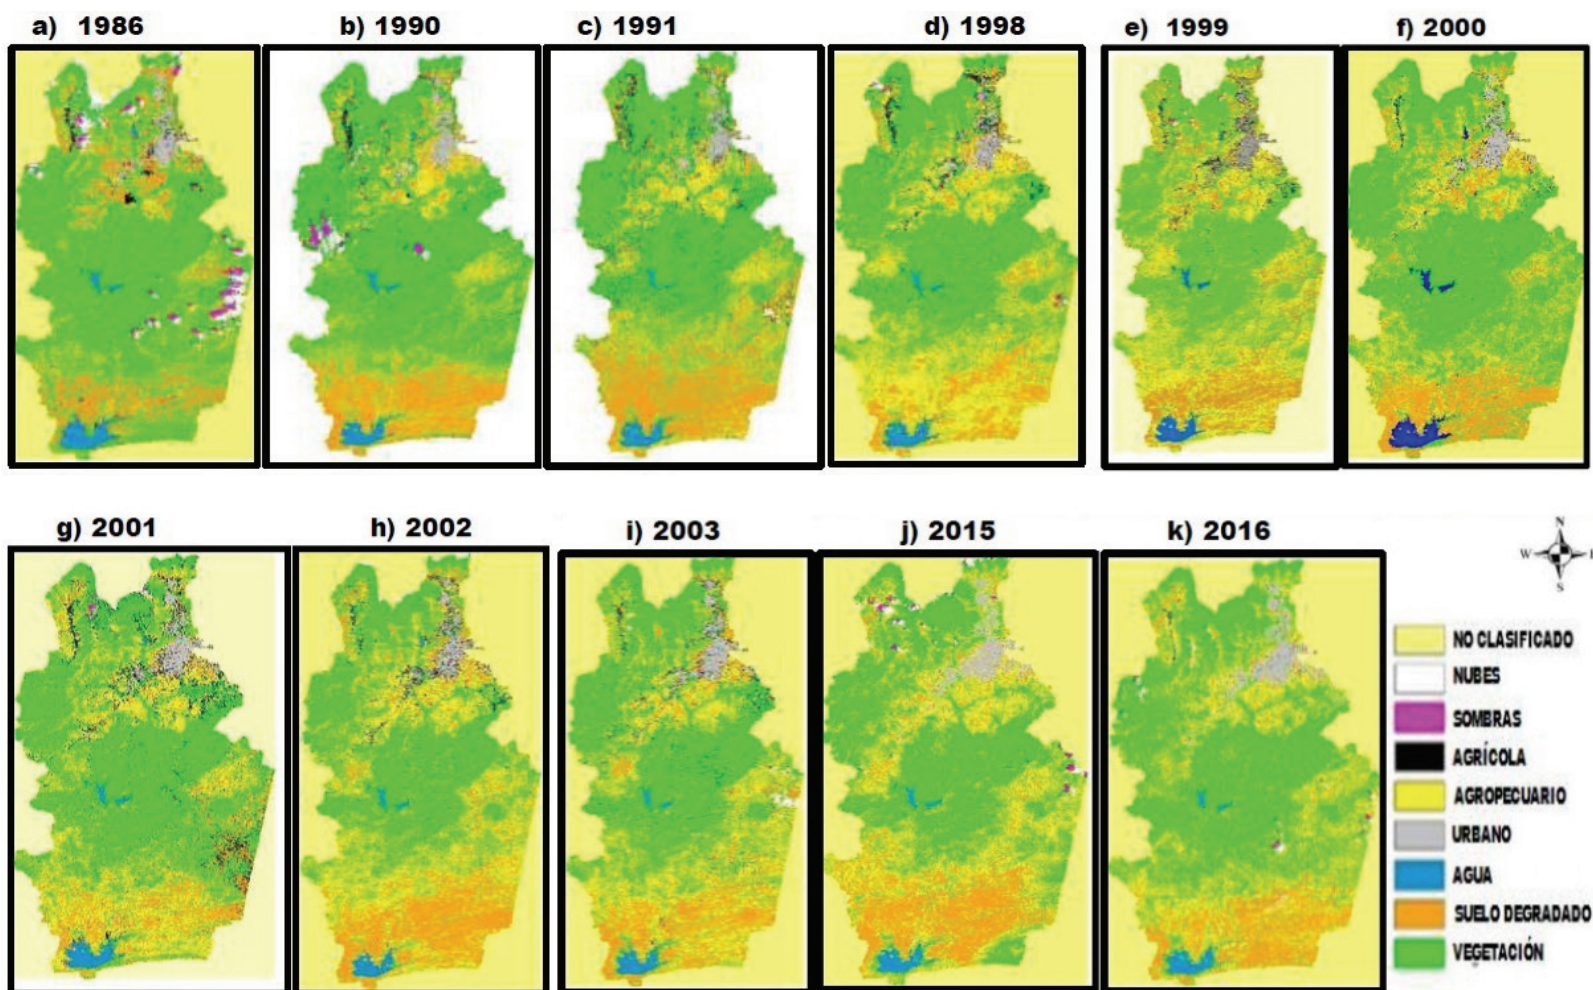 a) 1986
b) 1990
c) 1991
d) 1998
e) 1999
f) 2000
g) 2001
h) 2002
i) 2003
j) 2015
k) 2016
N
W
E
S
NO CLASIFICADO
NUBES
SOMBRAS
AGRÍCOLA
AGROPECUARIO
URBANO
AGUA
SUELO DEGRADADO
VEGETACIÓN